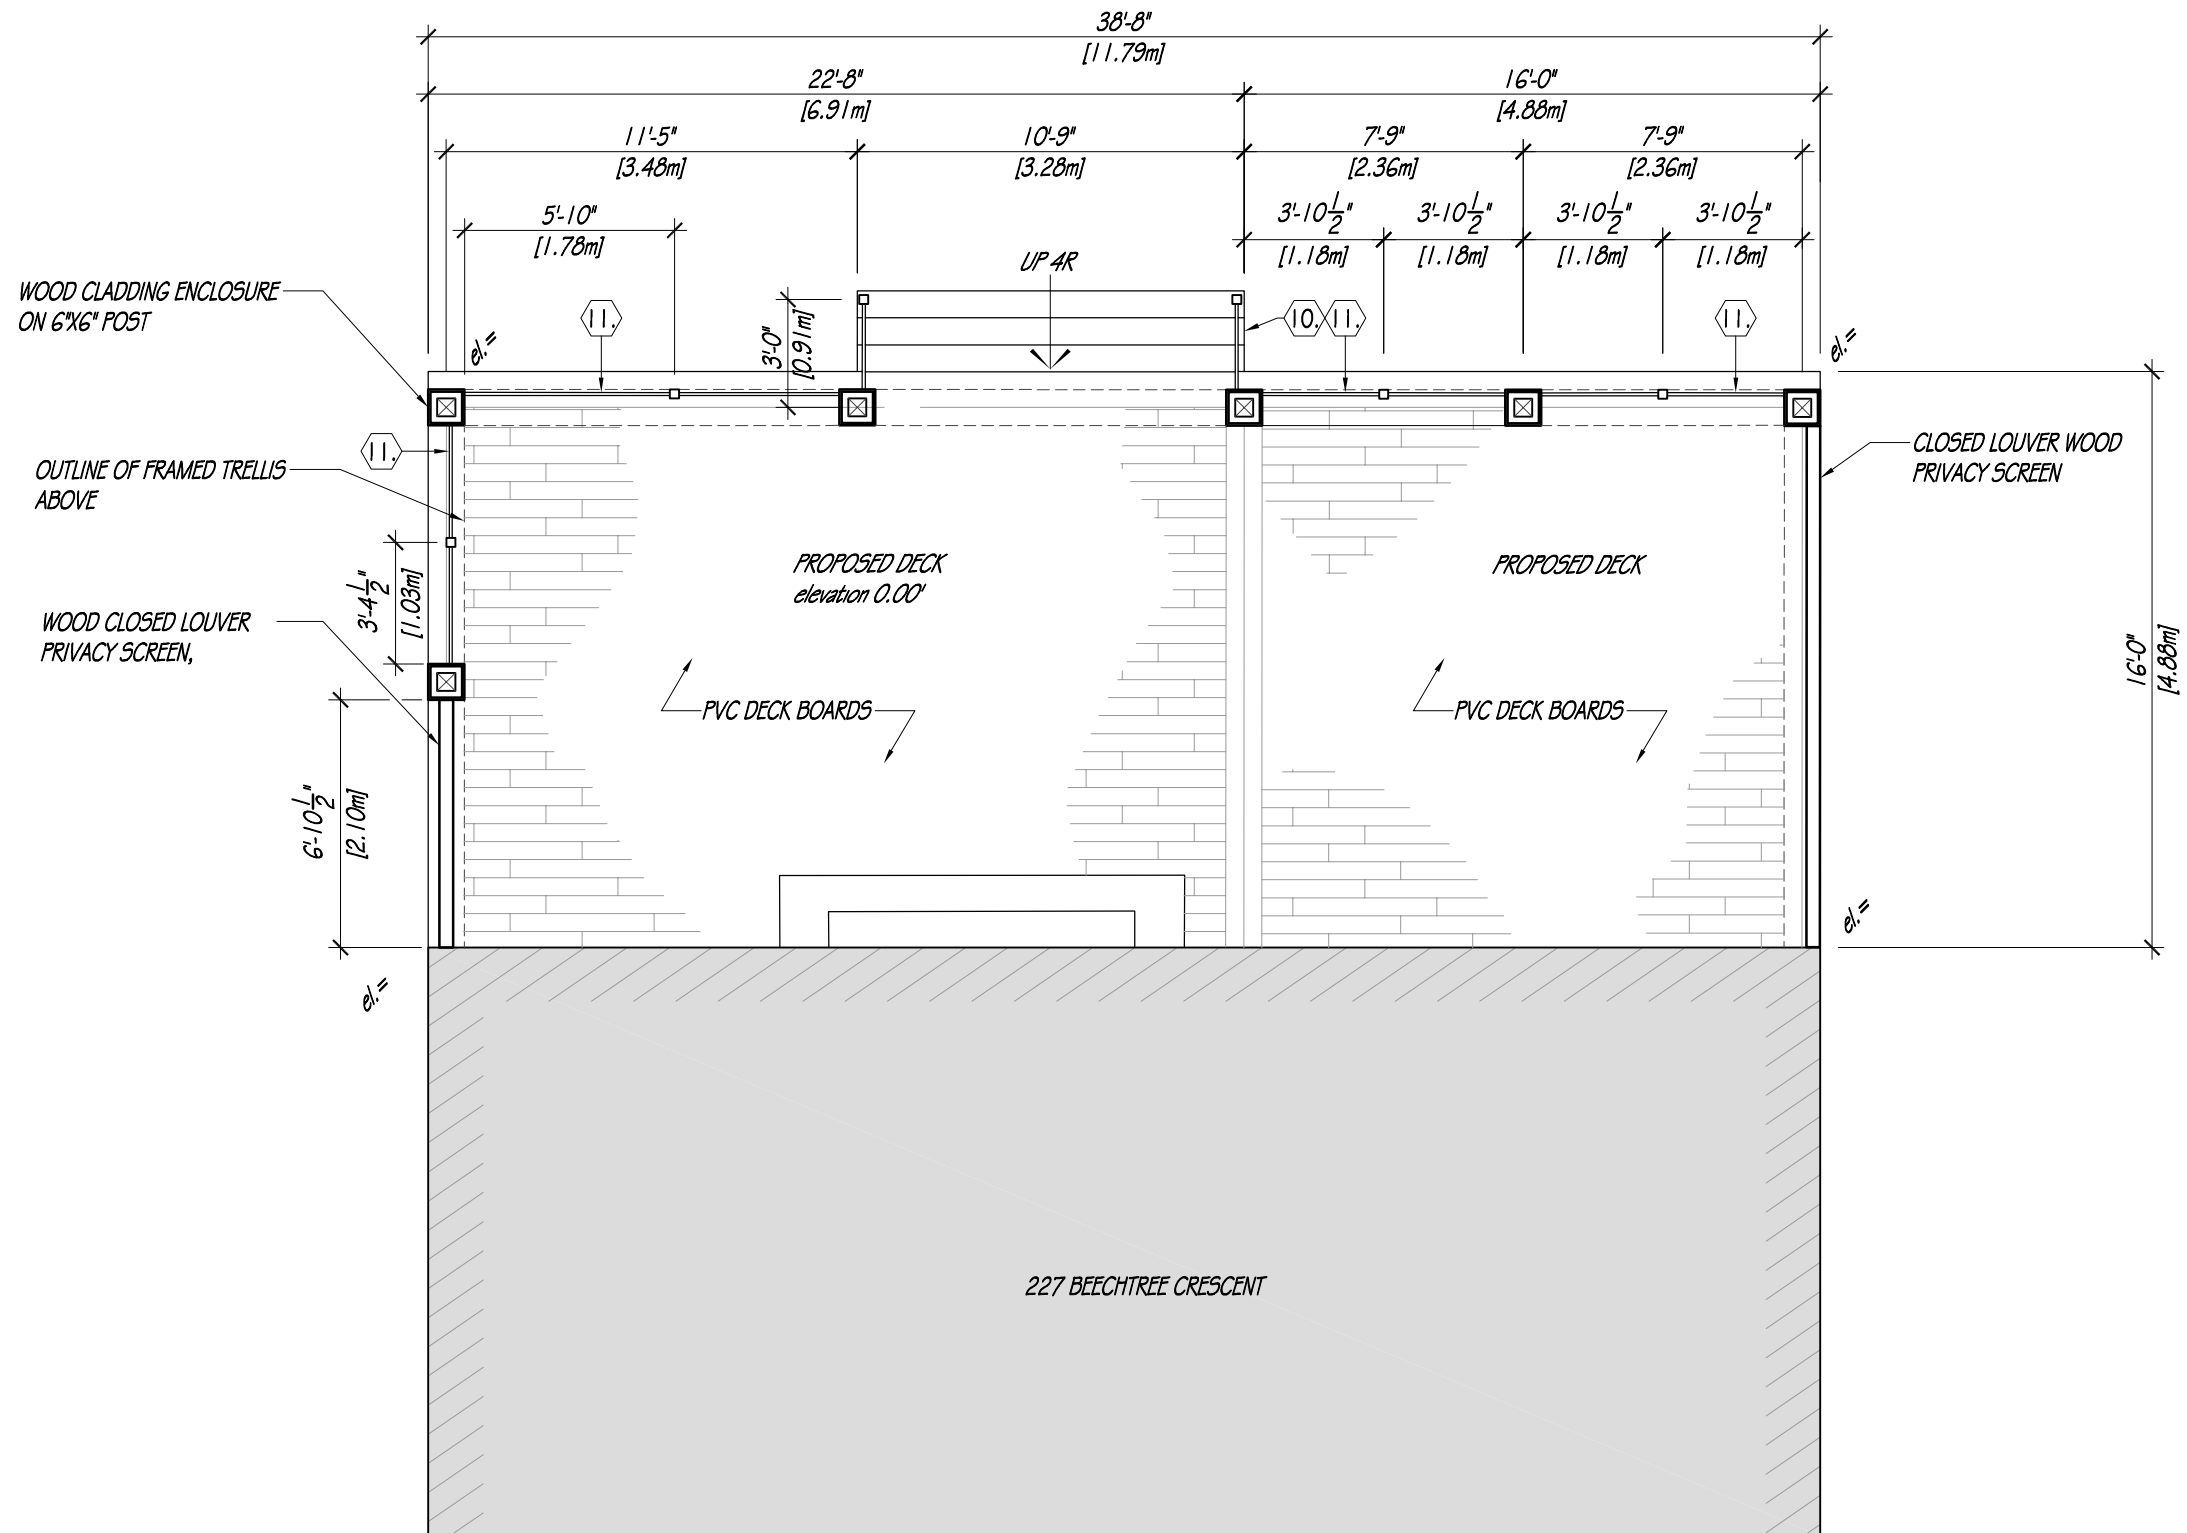 38'-8"
[11.79m]
22'-8"
[6.91m]
16'-0"
[4.88m]
11'-5"
[3.48m]
10'-9"
[3.28m]
7'-9"
[2.36m]
7'-9"
[2.36m]
5'-10"
[1.78m]
3'-10 1/2"
[1.18m]
3'-10 1/2"
[1.18m]
3'-10 1/2"
[1.18m]
3'-10 1/2"
[1.18m]
UP 4R
WOOD CLADDING ENCLOSURE
ON 6"X6" POST
11.
3'-0"
[0.91m]
10.
11.
11.
el.=
el.=
11.
OUTLINE OF FRAMED TRELLIS
ABOVE
CLOSED LOUVER WOOD
PRIVACY SCREEN
PROPOSED DECK
elevation 0.00'
PROPOSED DECK
3'-4 1/2"
[1.03m]
WOOD CLOSED LOUVER
PRIVACY SCREEN,
16'-0"
[4.88m]
PVC DECK BOARDS
PVC DECK BOARDS
6'-10 1/2"
[2.10m]
el.=
el.=
227 BEECHTREE CRESCENT